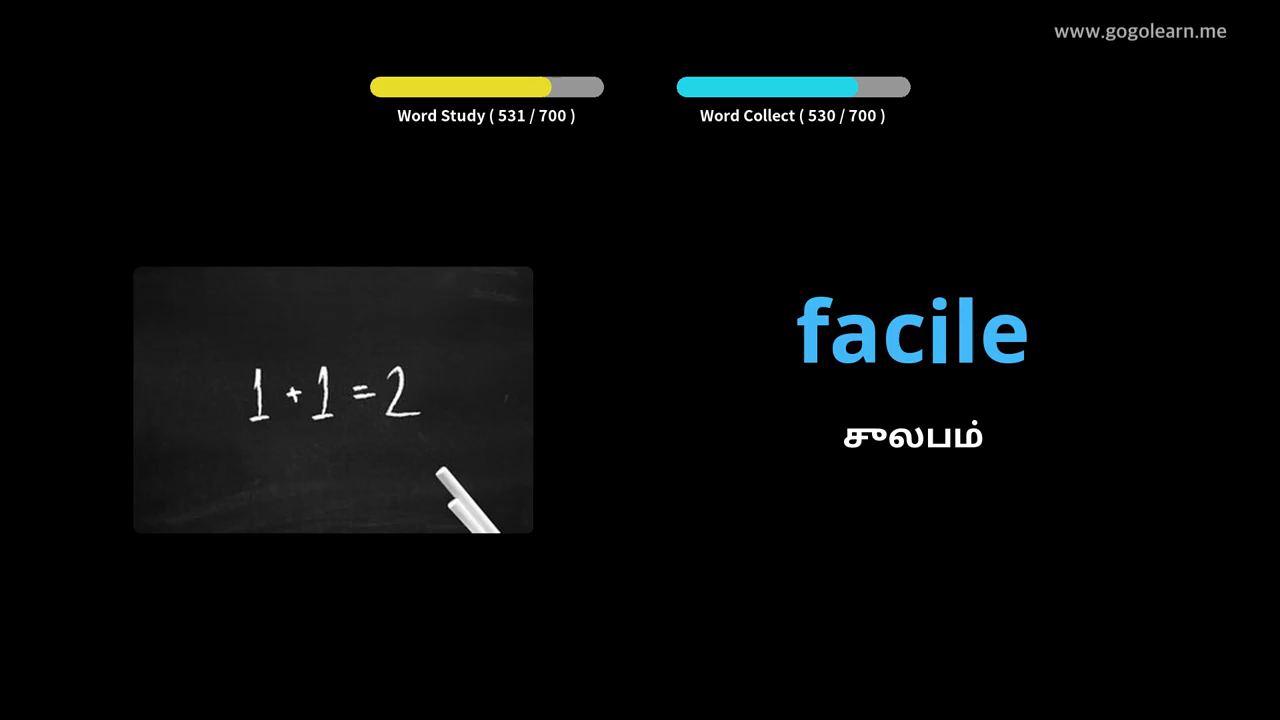 www.gogolearn.me
Word Study ( 531 / 700 )
Word Collect ( 530 / 700 )
1 + 1 = 2
facile
சுலபம்